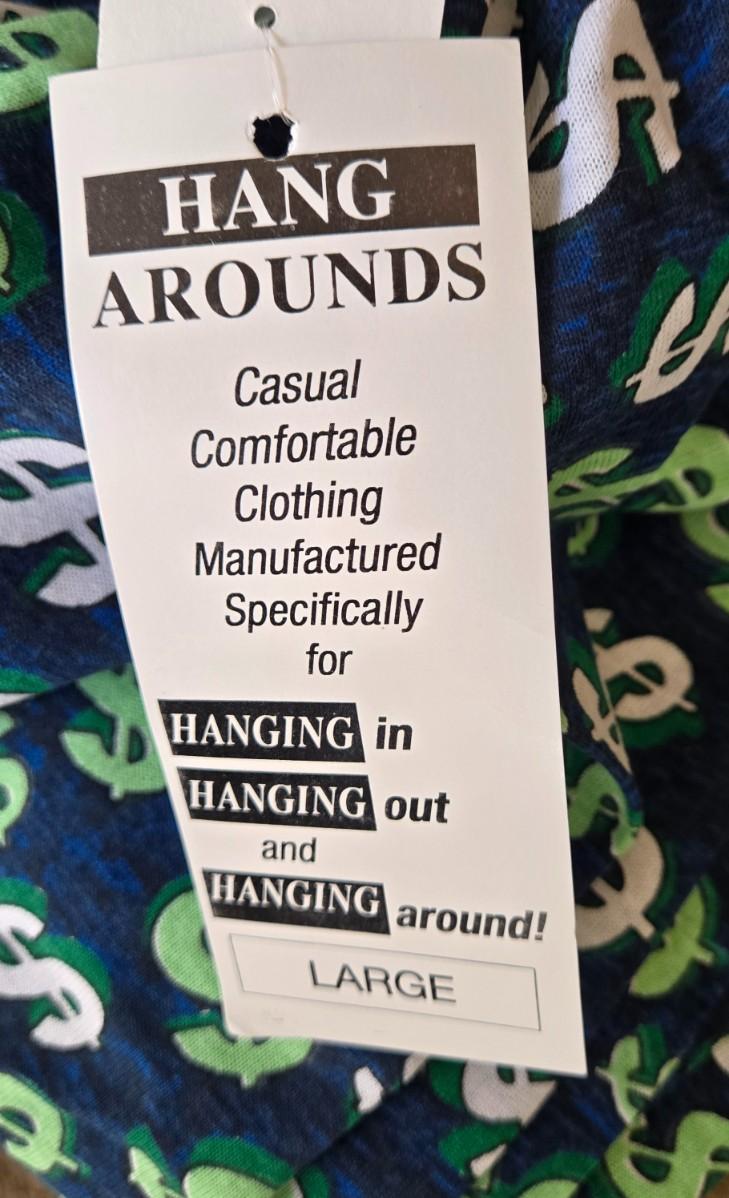 HANG
AROUNDS
Casual
Comfortable
Clothing
Manufactured
Specifically
for
HANGING in
HANGING out
and
HANGING around!
LARGE